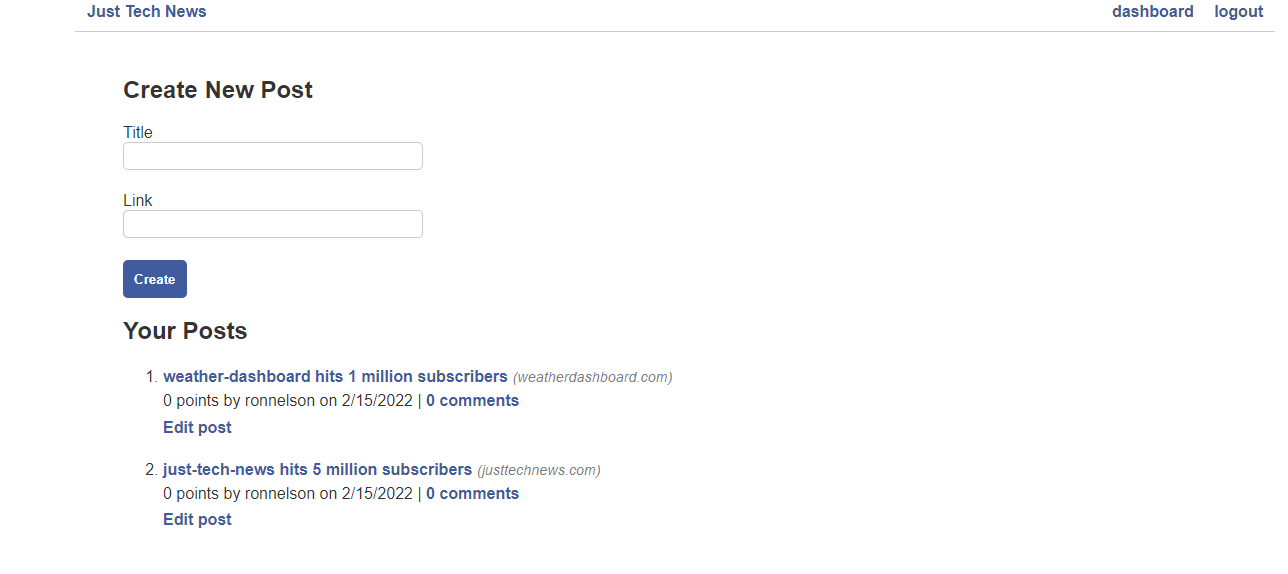 Just Tech News dashboard logout
Create New Post
Title
Link
Create
Your Posts
1. weather-dashboard hits 1 million subscribers (weatherdashboard.com)
0 points by ronnelson on 2/15/2022 | 0 comments
Edit post
2. just-tech-news hits 5 million subscribers (justtechnews.com)
0 points by ronnelson on 2/15/2022 | 0 comments
Edit post